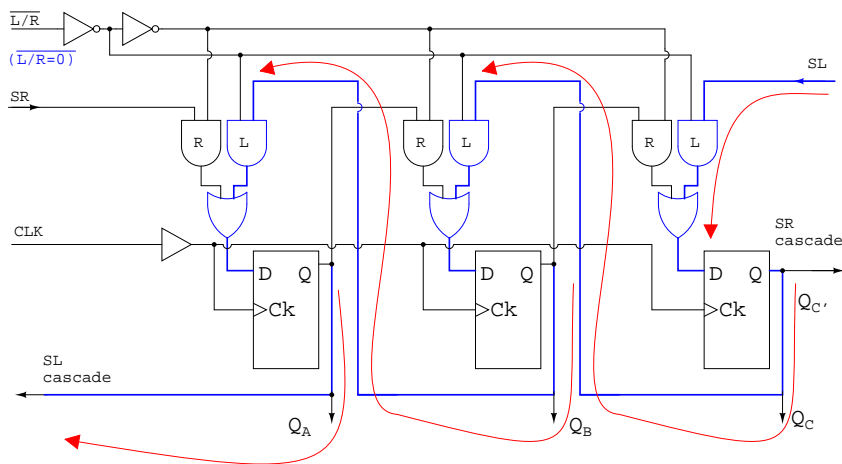 L/R
(L/R=0)
SL
SR
R L R L R L
CLK
SR
cascade
D Q D Q D Q
Ck Ck Ck
QC'
SL
cascade
QA QB QC